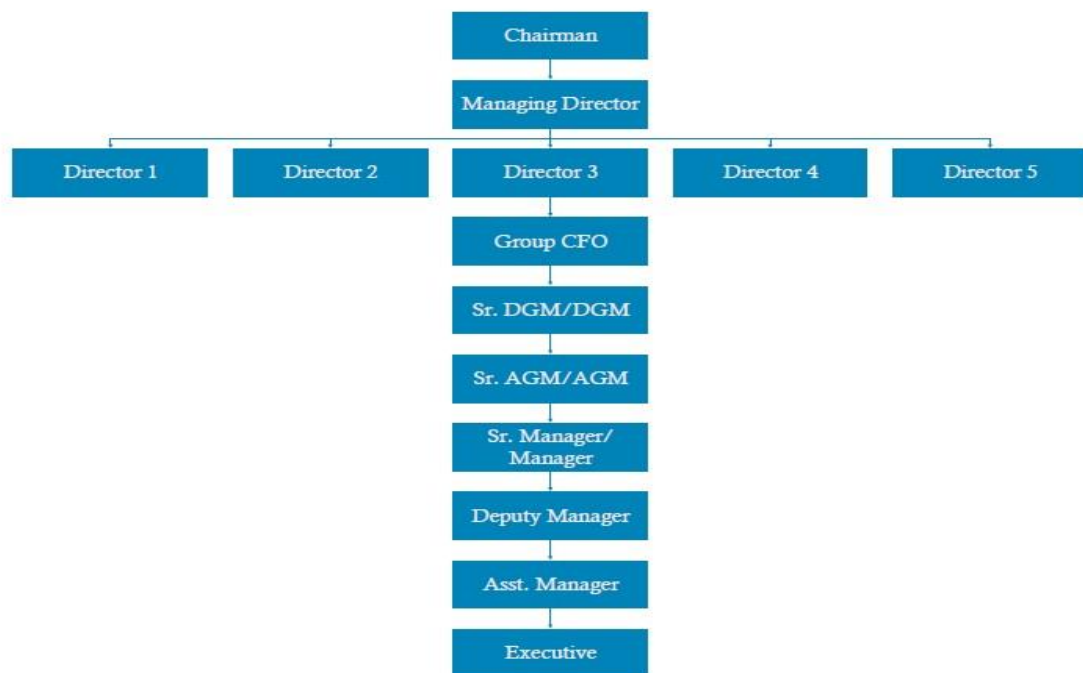 Chairman
Managing Director
Director 1
Director 2
Director 3
Director 4
Director 5
Group CFO
Sr. DGM/DGM
Sr. AGM/AGM
Sr. Manager/
Manager
Deputy Manager
Asst. Manager
Executive